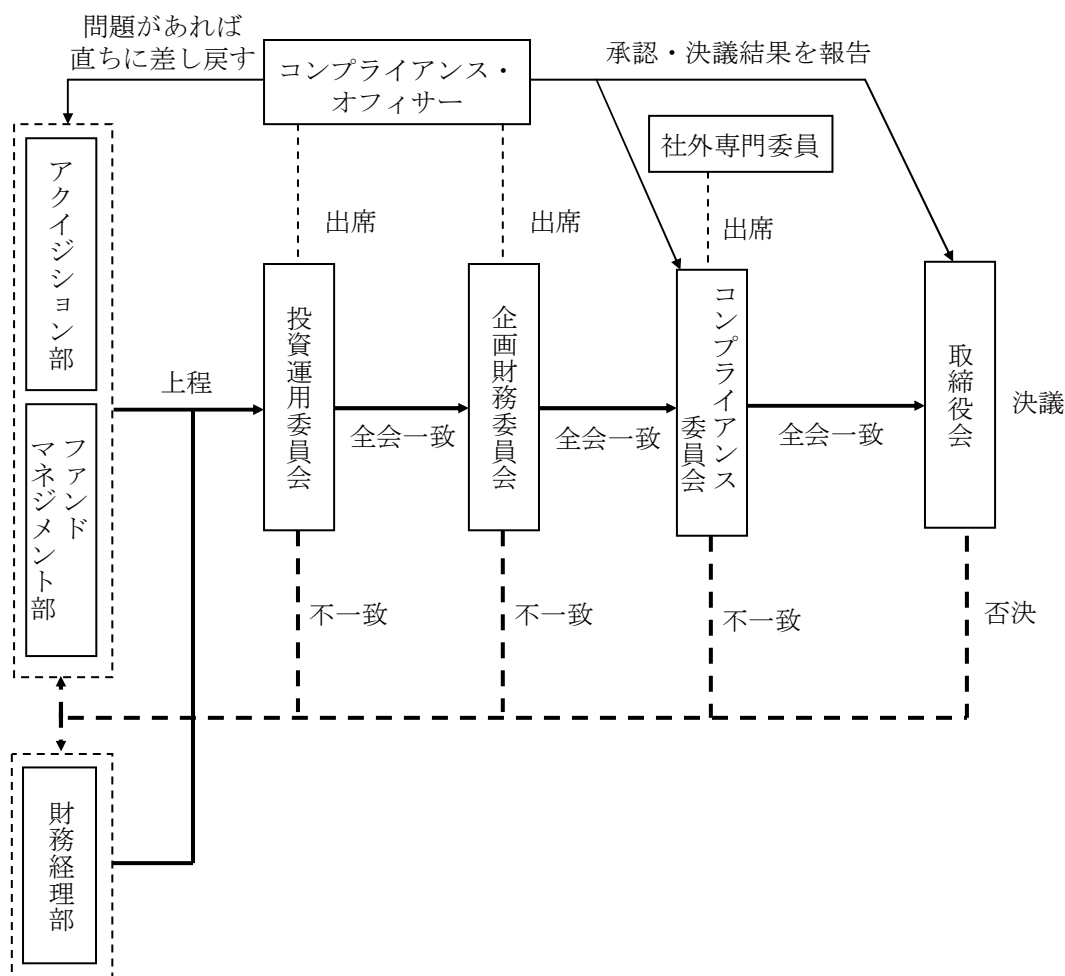 問題があれば
直ちに差し戻す
コンプライアンス・
オフィサー
承認・決議結果を報告
社外専門委員
出席
出席
出席
アクイジション部
ファンド
マネジメント部
上程
投資運用委員会
全会一致
企画財務委員会
全会一致
コンプライアンス
委員会
全会一致
取締役会
決議
不一致
不一致
不一致
否決
財務経理部